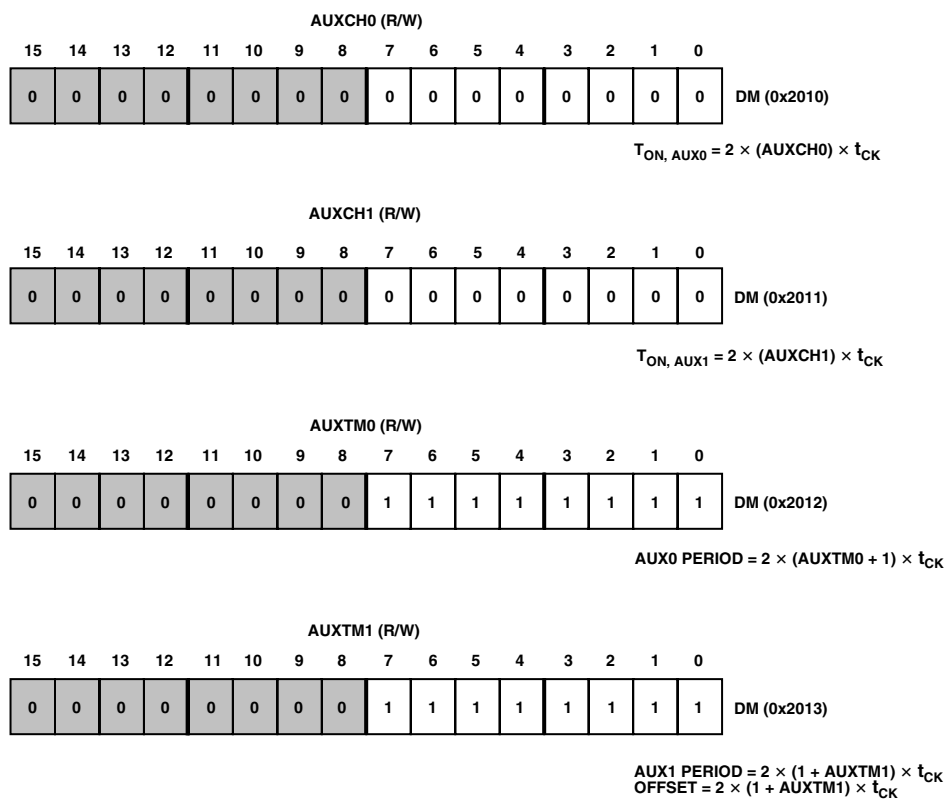 AUXCH0 (R/W)
15 14 13 12 11 10 9 8 7 6 5 4 3 2 1 0
0 0 0 0 0 0 0 0 0 0 0 0 0 0 0 0 DM (0x2010)
T_ON, AUX0 = 2 × (AUXCH0) × t_CK
AUXCH1 (R/W)
15 14 13 12 11 10 9 8 7 6 5 4 3 2 1 0
0 0 0 0 0 0 0 0 0 0 0 0 0 0 0 0 DM (0x2011)
T_ON, AUX1 = 2 × (AUXCH1) × t_CK
AUXTM0 (R/W)
15 14 13 12 11 10 9 8 7 6 5 4 3 2 1 0
0 0 0 0 0 0 0 0 1 1 1 1 1 1 1 1 DM (0x2012)
AUX0 PERIOD = 2 × (AUXTM0 + 1) × t_CK
AUXTM1 (R/W)
15 14 13 12 11 10 9 8 7 6 5 4 3 2 1 0
0 0 0 0 0 0 0 0 1 1 1 1 1 1 1 1 DM (0x2013)
AUX1 PERIOD = 2 × (1 + AUXTM1) × t_CK
OFFSET = 2 × (1 + AUXTM1) × t_CK